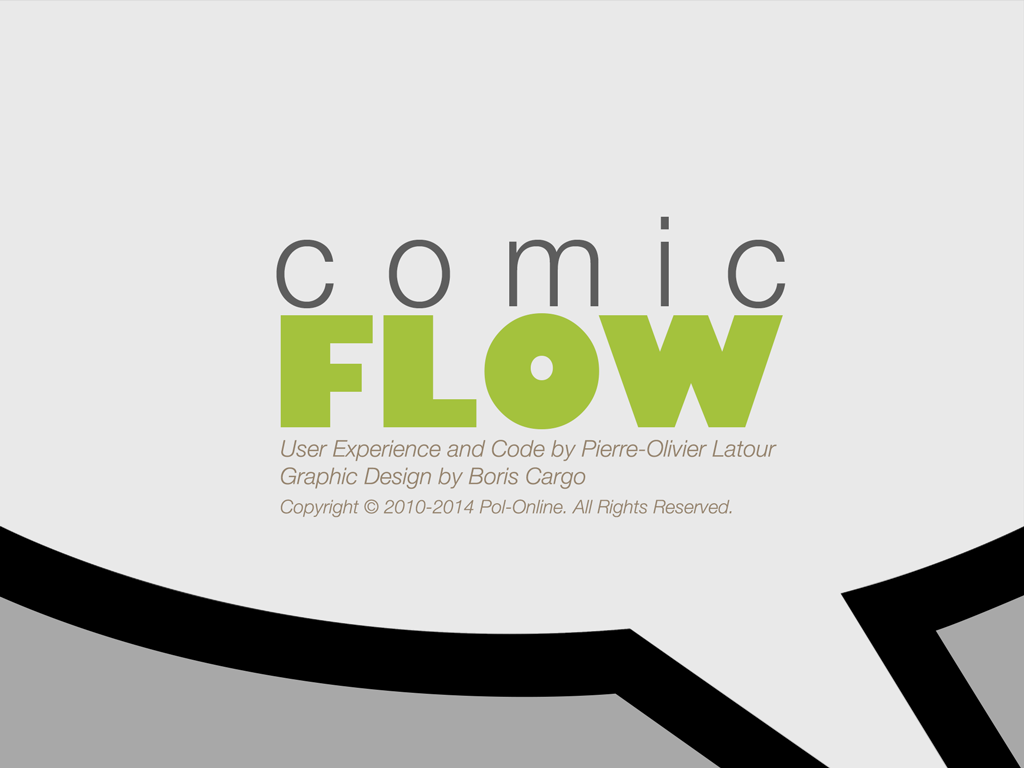 comic
FLOW
User Experience and Code by Pierre-Olivier Latour
Graphic Design by Boris Cargo
Copyright © 2010-2014 Pol-Online. All Rights Reserved.